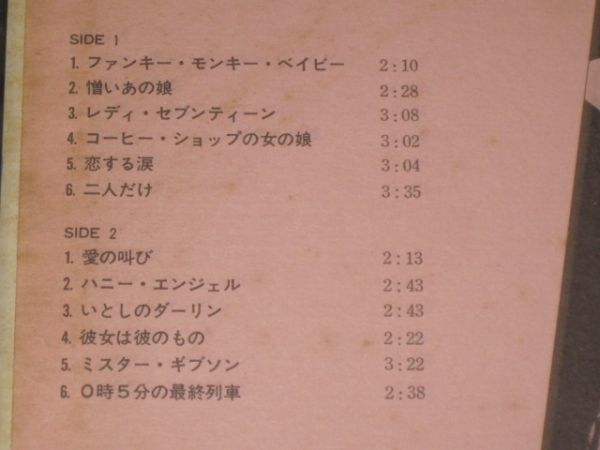 SIDE 1
1. ファンキー・モンキー・ベイビー 2:10
2. 憎いあの娘 2:28
3. レディ・セブンティーン 3:08
4. コーヒー・ショップの女の娘 3:02
5. 恋する涙 3:04
6. 二人だけ 3:35
SIDE 2
1. 愛の叫び 2:13
2. ハニー・エンジェル 2:43
3. いとしのダーリン 2:43
4. 彼女は彼のもの 2:22
5. ミスター・ギブソン 3:22
6. 0時5分の最終列車 2:38